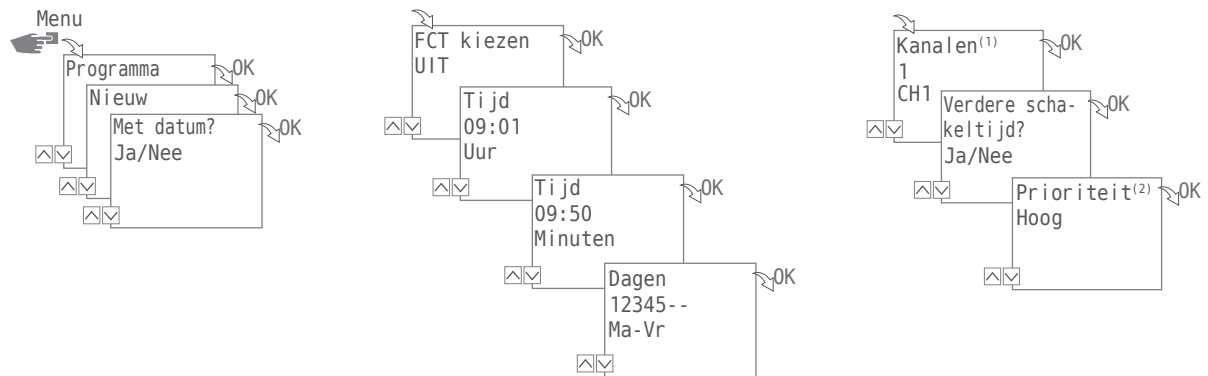 Menu
Programma
OK
Nieuw
OK
Met datum?
OK
Ja/Nee
FCT kiezen
OK
UIT
Tijd
OK
09:01
Uur
Tijd
OK
09:50
Minuten
Dagen
OK
12345--
Ma-Vr
Kanalen(1)
OK
1
CH1
Verdere scha-
OK
keltijd?
Ja/Nee
Prioriteit(2)
OK
Hoog